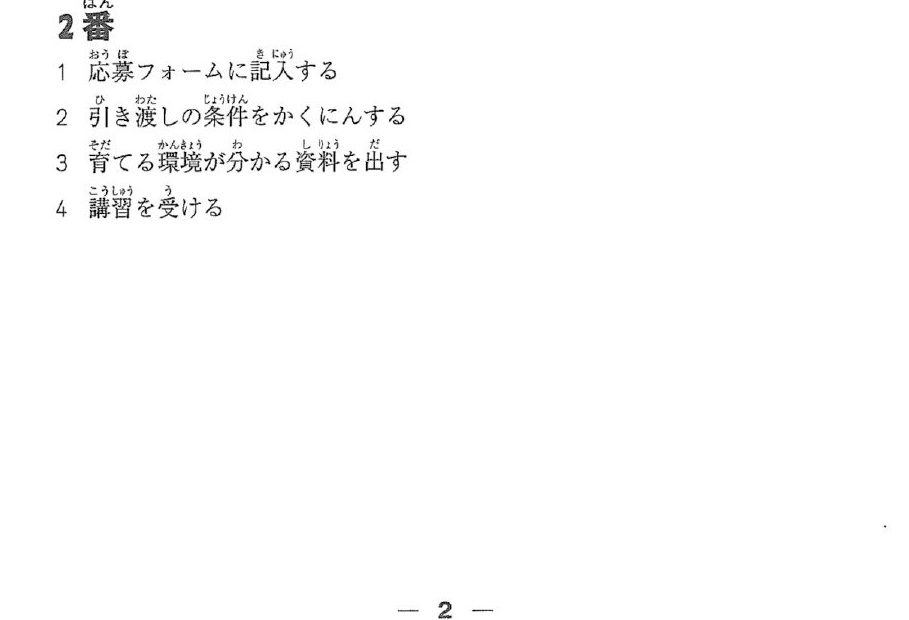 2番
1 応募フォームに記入する
2 引き渡しの条件をかくにんする
3 育てる環境が分かる資料を出す
4 講習を受ける
— 2 —